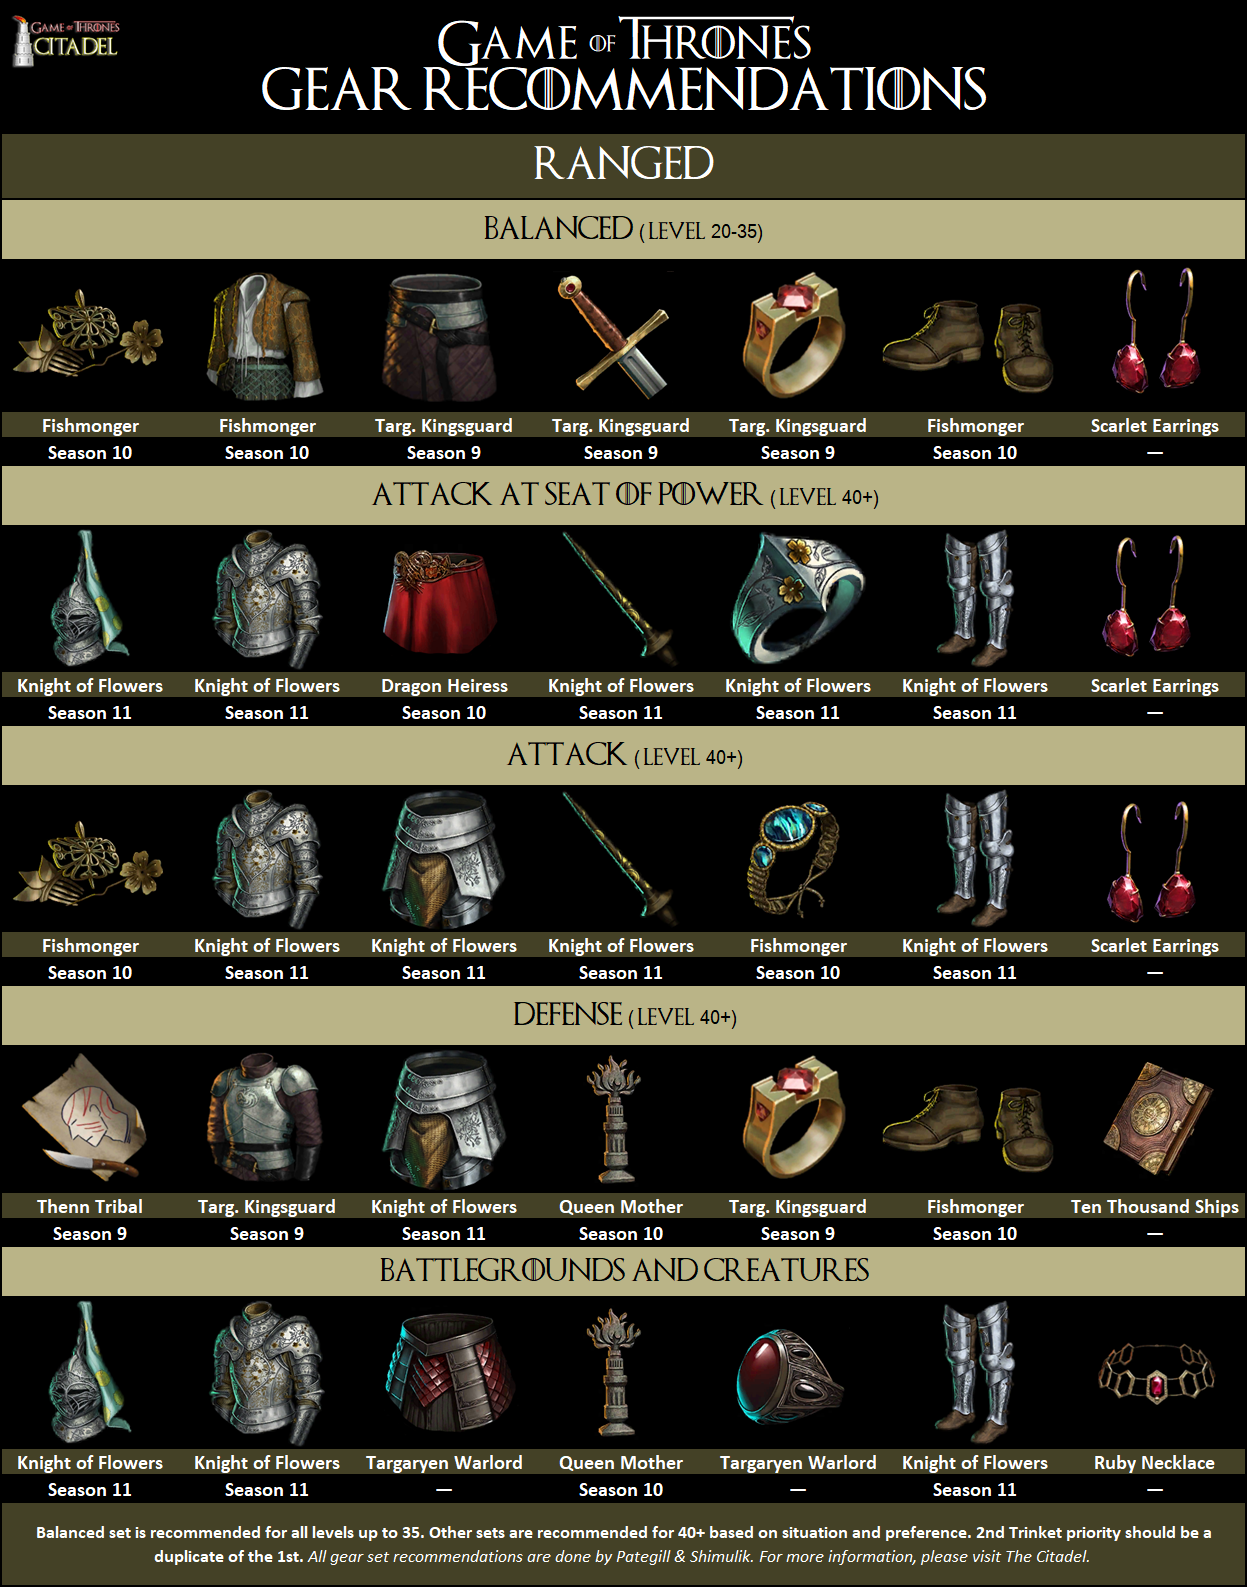 GAME OF THRONES
CITADEL
GAME OF THRONES
GEAR RECOMMENDATIONS
RANGED
BALANCED (LEVEL 20-35)
Fishmonger Fishmonger Targ. Kingsguard Targ. Kingsguard Targ. Kingsguard Fishmonger Scarlet Earrings
Season 10 Season 10 Season 9 Season 9 Season 9 Season 10 —
ATTACK AT SEAT OF POWER (LEVEL 40+)
Knight of Flowers Knight of Flowers Dragon Heiress Knight of Flowers Knight of Flowers Knight of Flowers Scarlet Earrings
Season 11 Season 11 Season 10 Season 11 Season 11 Season 11 —
ATTACK (LEVEL 40+)
Fishmonger Knight of Flowers Knight of Flowers Knight of Flowers Fishmonger Knight of Flowers Scarlet Earrings
Season 10 Season 11 Season 11 Season 11 Season 10 Season 11 —
DEFENSE (LEVEL 40+)
Thenn Tribal Targ. Kingsguard Knight of Flowers Queen Mother Targ. Kingsguard Fishmonger Ten Thousand Ships
Season 9 Season 9 Season 11 Season 10 Season 9 Season 10 —
BATTLEGROUNDS AND CREATURES
Knight of Flowers Knight of Flowers Targaryen Warlord Queen Mother Targaryen Warlord Knight of Flowers Ruby Necklace
Season 11 Season 11 — Season 10 — Season 11 —
Balanced set is recommended for all levels up to 35. Other sets are recommended for 40+ based on situation and preference. 2nd Trinket priority should be a
duplicate of the 1st. All gear set recommendations are done by Pategill & Shimulik. For more information, please visit The Citadel.